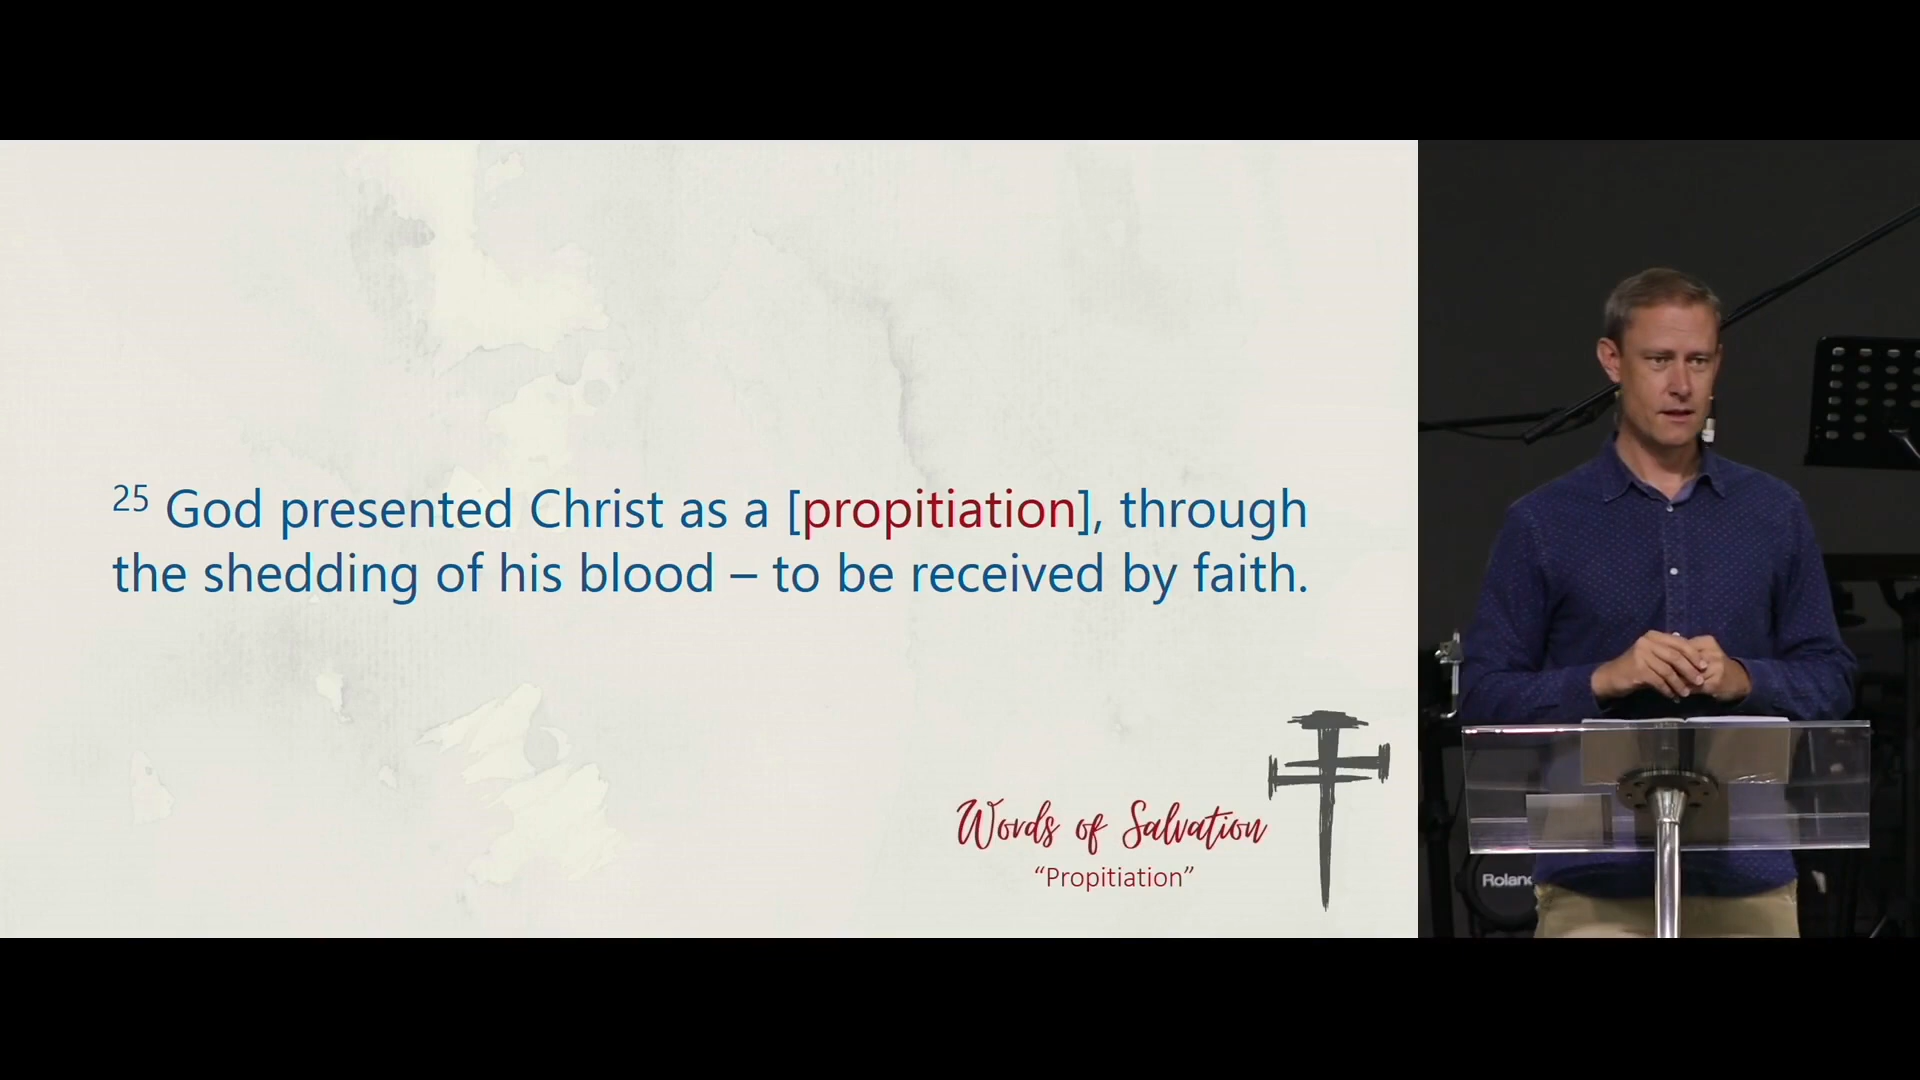 25 God presented Christ as a [propitiation], through
the shedding of his blood – to be received by faith.
Words of Salvation
“Propitiation”
Roland